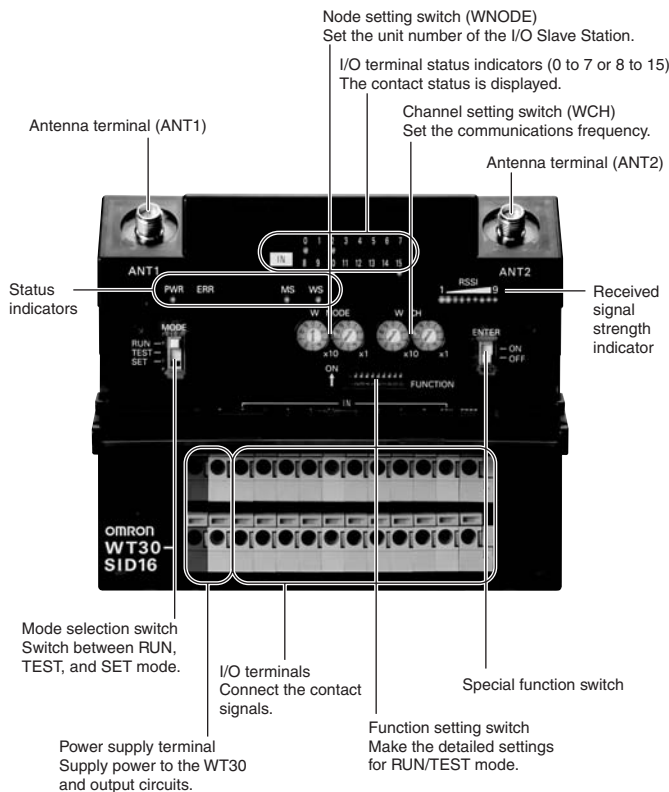 Node setting switch (WNODE)
Set the unit number of the I/O Slave Station.
I/O terminal status indicators (0 to 7 or 8 to 15)
The contact status is displayed.
Channel setting switch (WCH)
Set the communications frequency.
Antenna terminal (ANT1)
Antenna terminal (ANT2)
0 1 2 3 4 5 6 7
IN
8 9 10 11 12 13 14 15
ANT1
ANT2
PWR ERR MS WS
RSSI
1 9
Status
indicators
Received
signal
strength
indicator
MODE
RUN
TEST
SET
W NODE
W CH
x10 x1
x10 x1
ENTER
ON
OFF
ON
FUNCTION
IN
OMRON
WT30-
SID16
Mode selection switch
Switch between RUN,
TEST, and SET mode.
I/O terminals
Connect the contact
signals.
Special function switch
Function setting switch
Make the detailed settings
for RUN/TEST mode.
Power supply terminal
Supply power to the WT30
and output circuits.